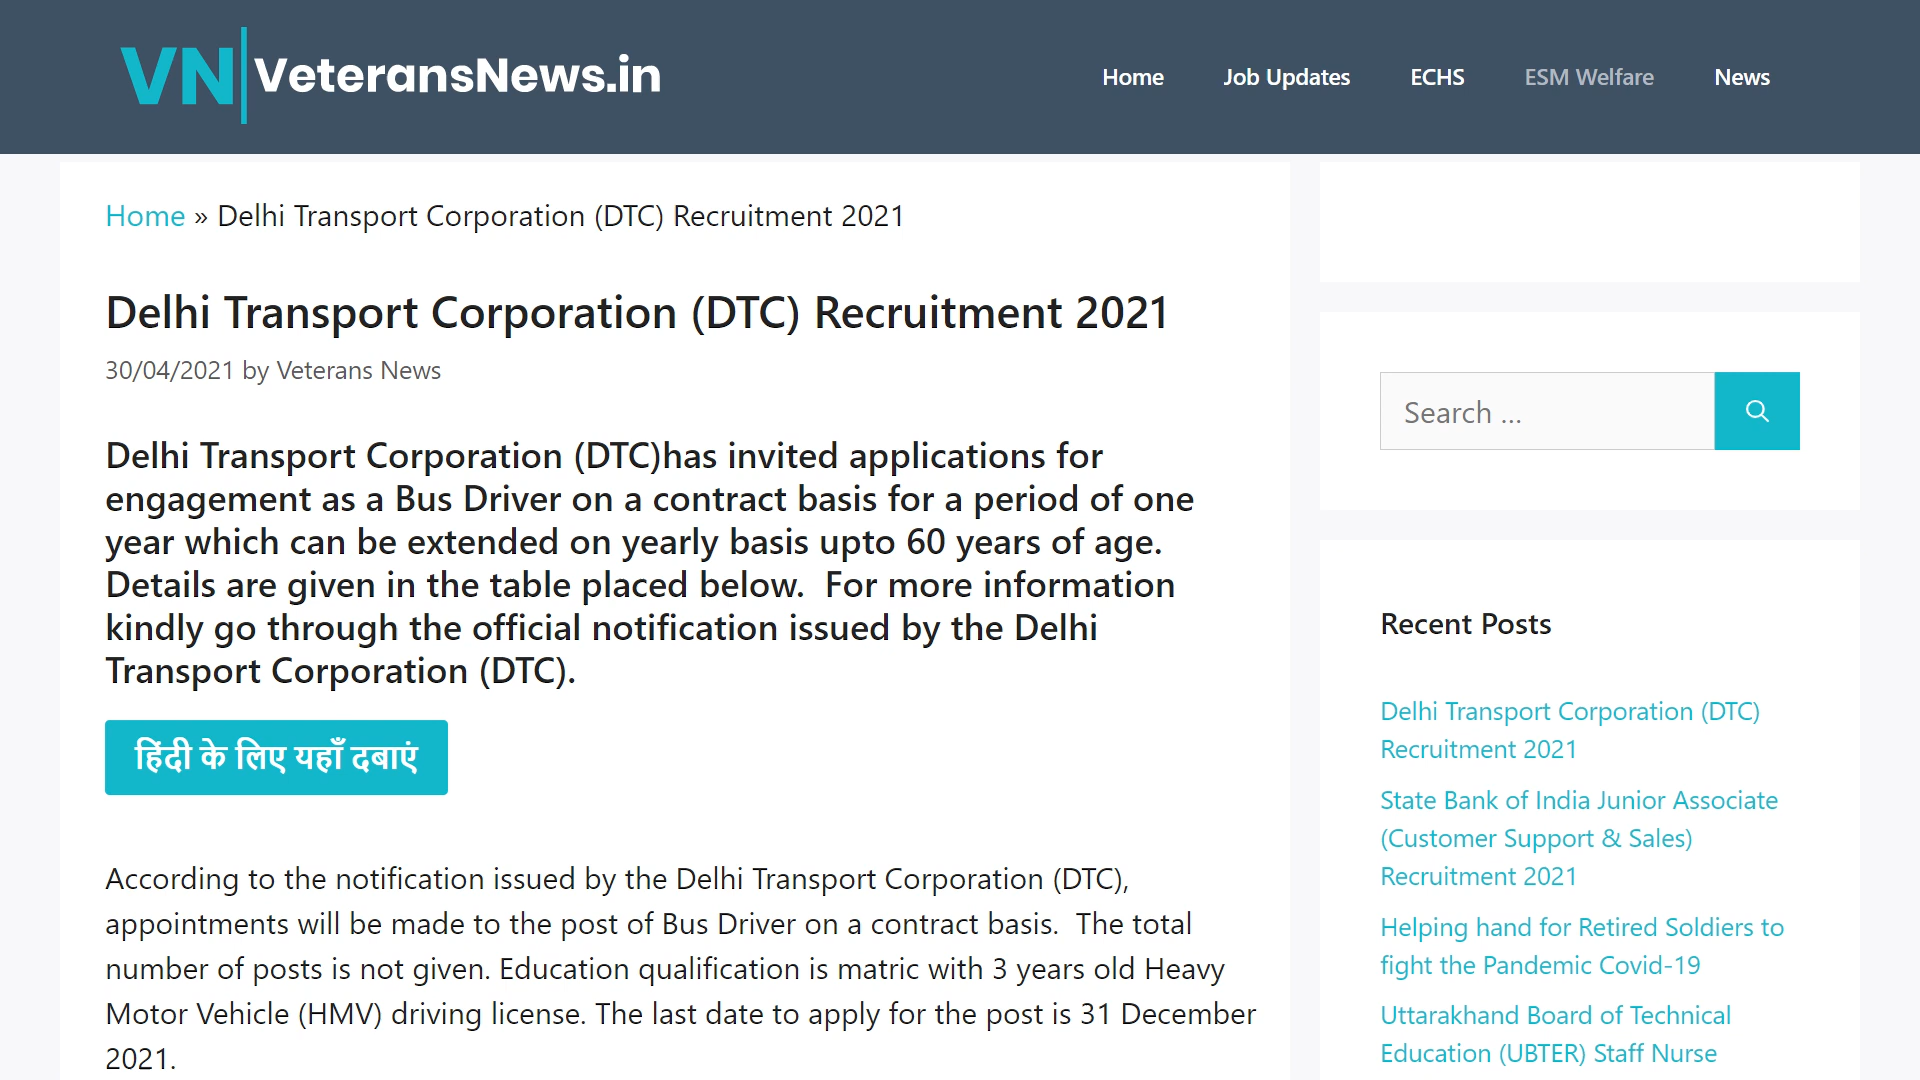 VN VeteransNews.in
Home Job Updates ECHS ESM Welfare News
Home » Delhi Transport Corporation (DTC) Recruitment 2021
Delhi Transport Corporation (DTC) Recruitment 2021
30/04/2021 by Veterans News
Delhi Transport Corporation (DTC)has invited applications for
engagement as a Bus Driver on a contract basis for a period of one
year which can be extended on yearly basis upto 60 years of age.
Details are given in the table placed below.  For more information
kindly go through the official notification issued by the Delhi
Transport Corporation (DTC).
हिंदी के लिए यहाँ दबाएं
According to the notification issued by the Delhi Transport Corporation (DTC),
appointments will be made to the post of Bus Driver on a contract basis.  The total
number of posts is not given. Education qualification is matric with 3 years old Heavy
Motor Vehicle (HMV) driving license. The last date to apply for the post is 31 December
2021.
Search …
Recent Posts
Delhi Transport Corporation (DTC)
Recruitment 2021
State Bank of India Junior Associate
(Customer Support & Sales)
Recruitment 2021
Helping hand for Retired Soldiers to
fight the Pandemic Covid-19
Uttarakhand Board of Technical
Education (UBTER) Staff Nurse